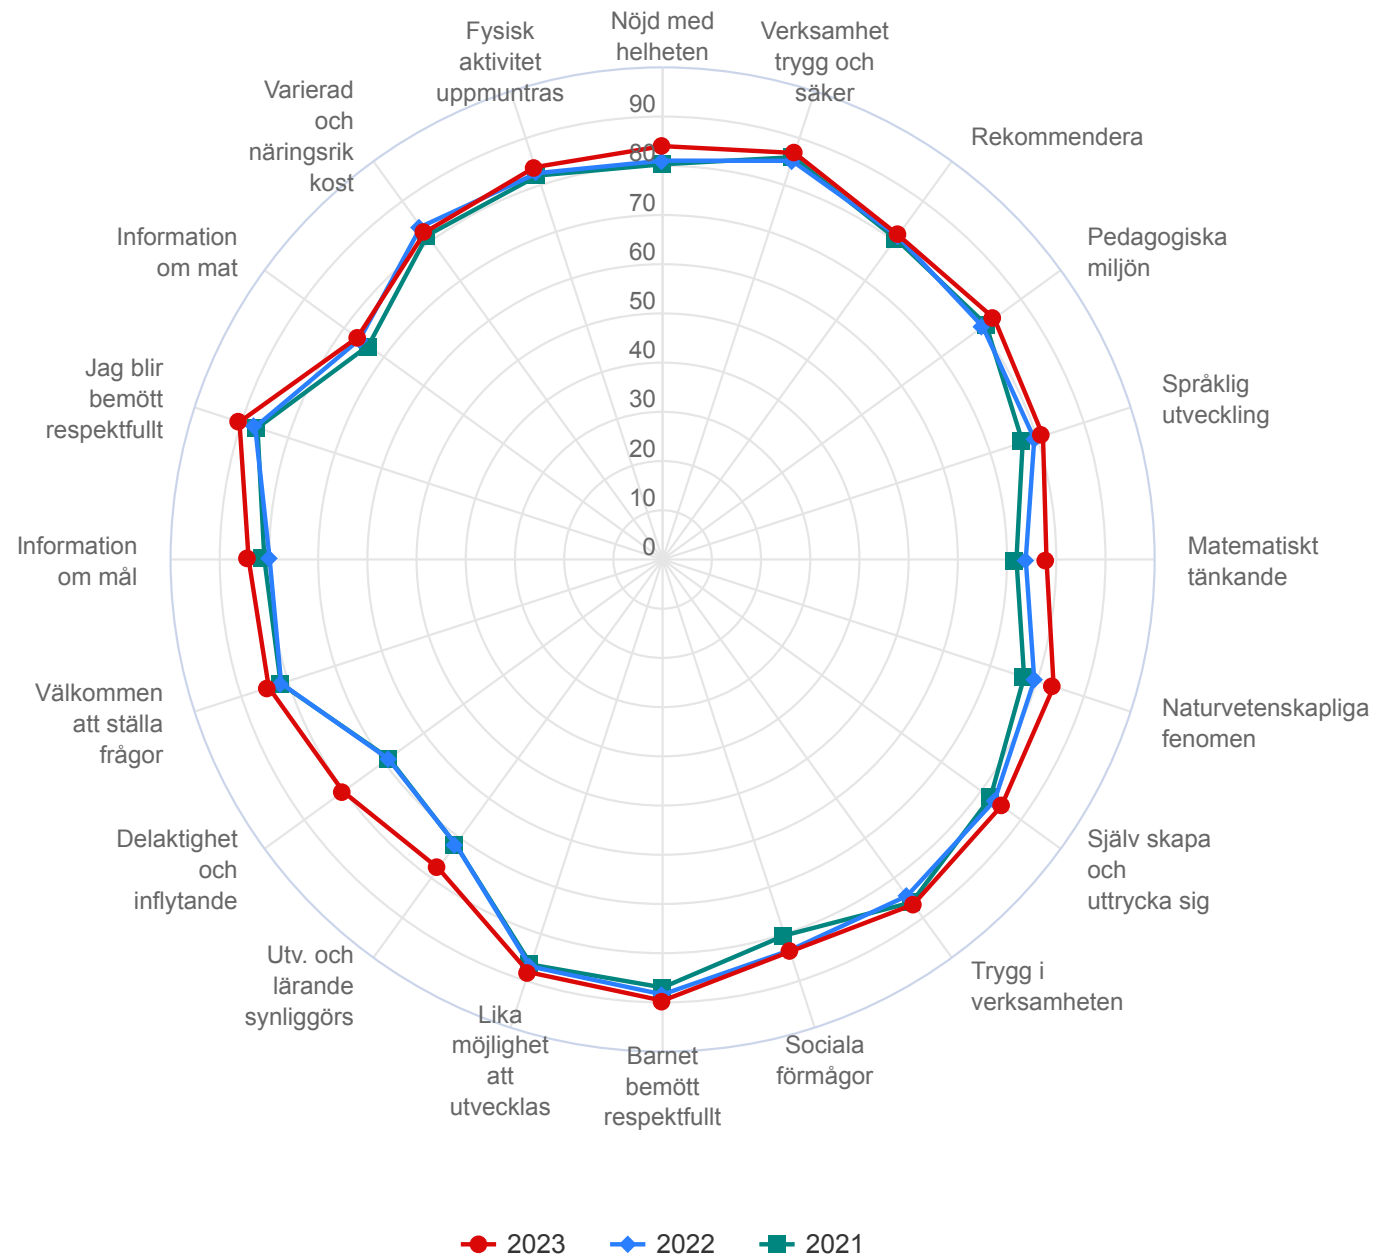 Nöjd med
helheten
Verksamhet
trygg och
säker
Rekommendera
Pedagogiska
miljön
Språklig
utveckling
Matematiskt
tänkande
Naturvetenskapliga
fenomen
Själv skapa
och
uttrycka sig
Trygg i
verksamheten
Sociala
förmågor
Barnet
bemött
respektfullt
Lika
möjlighet
att
utvecklas
Utv. och
lärande
synliggörs
Delaktighet
och
inflytande
Välkommen
att ställa
frågor
Information
om mål
Jag blir
bemött
respektfullt
Information
om mat
Varierad
och
näringsrik
kost
Fysisk
aktivitet
uppmuntras
90
80
70
60
50
40
30
20
10
0
2023 2022 2021